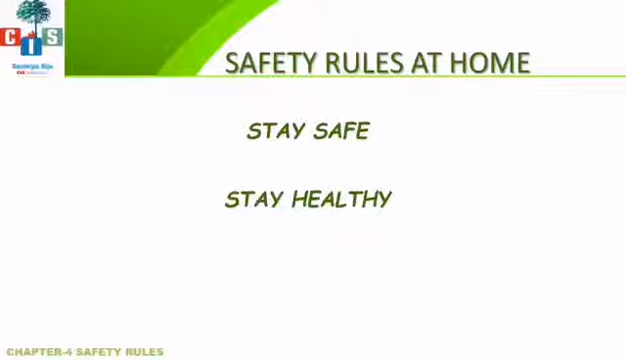 CIS
SAFETY RULES AT HOME
STAY SAFE
STAY HEALTHY
CHAPTER-4 SAFETY RULES